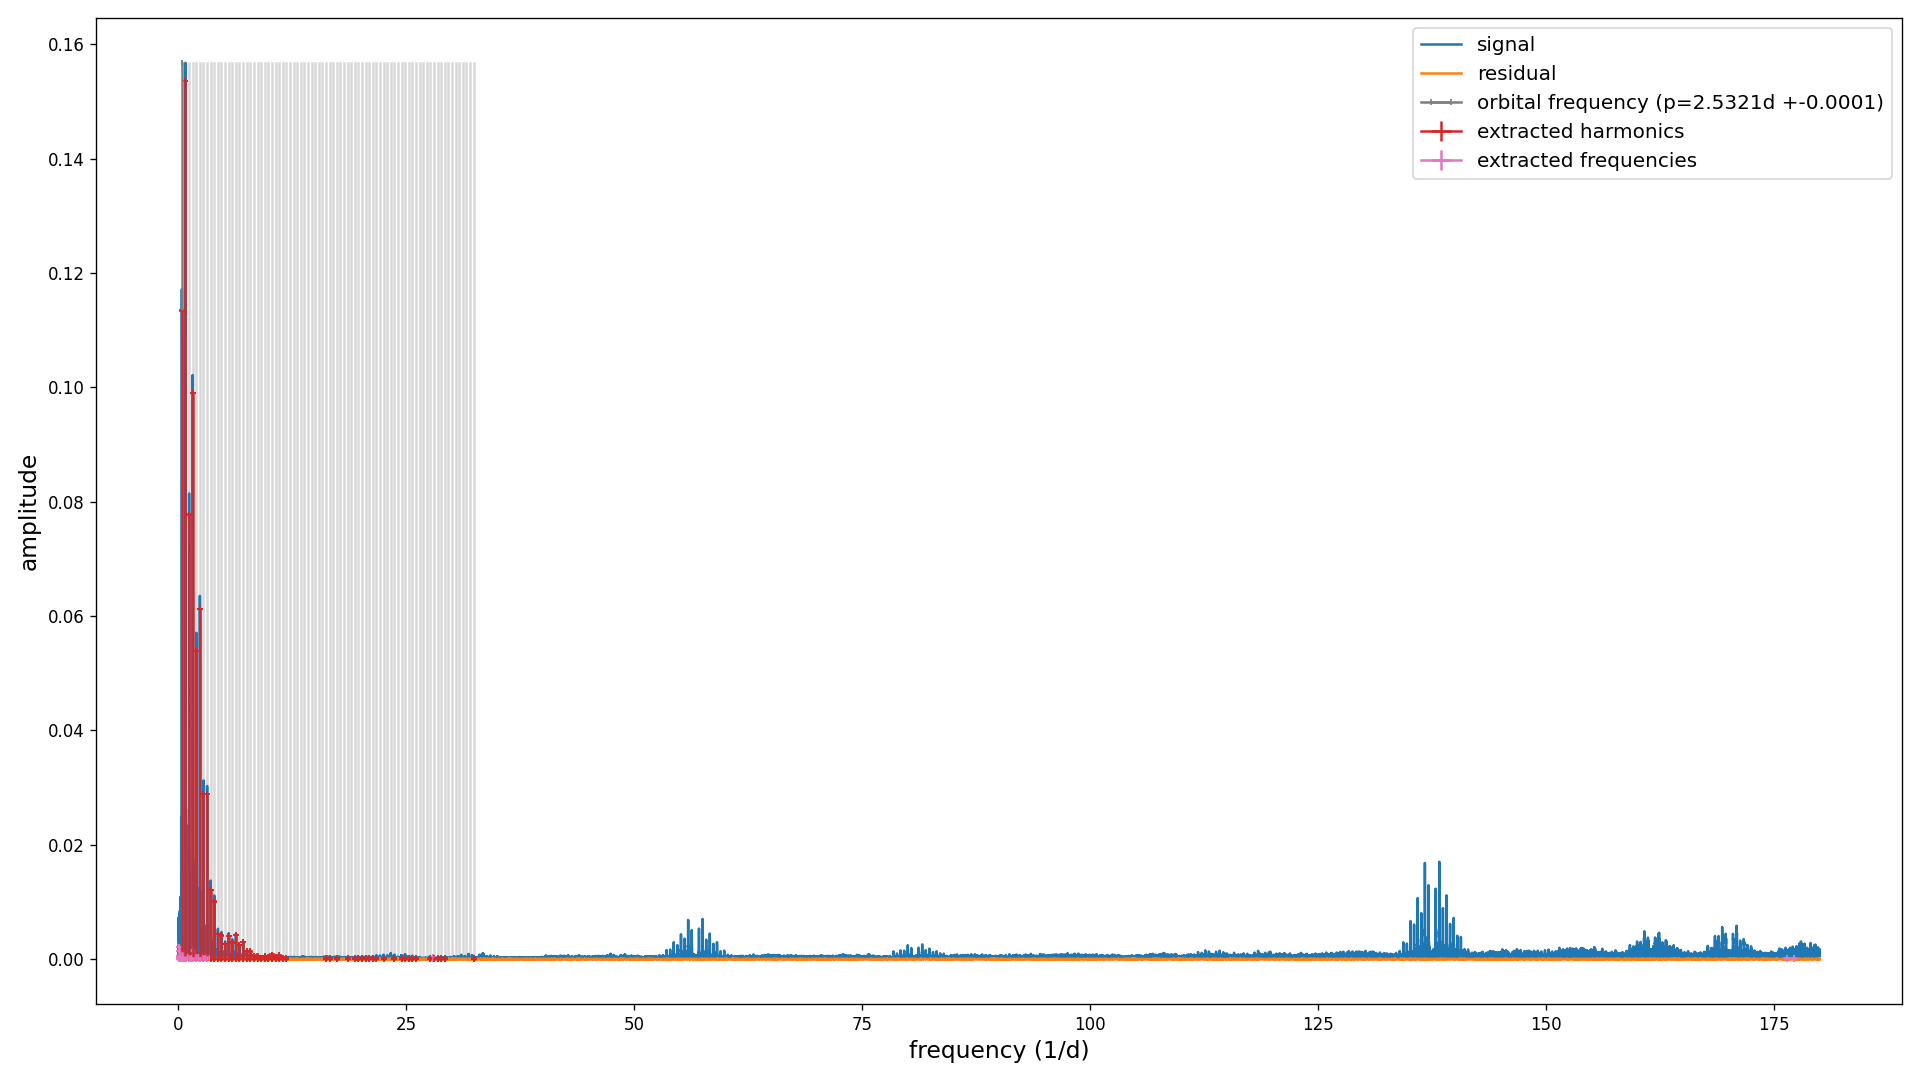 signal
residual
orbital frequency (p=2.5321d +-0.0001)
extracted harmonics
extracted frequencies
amplitude
0.16
0.14
0.12
0.10
0.08
0.06
0.04
0.02
0.00
0 25 50 75 100 125 150 175
frequency (1/d)